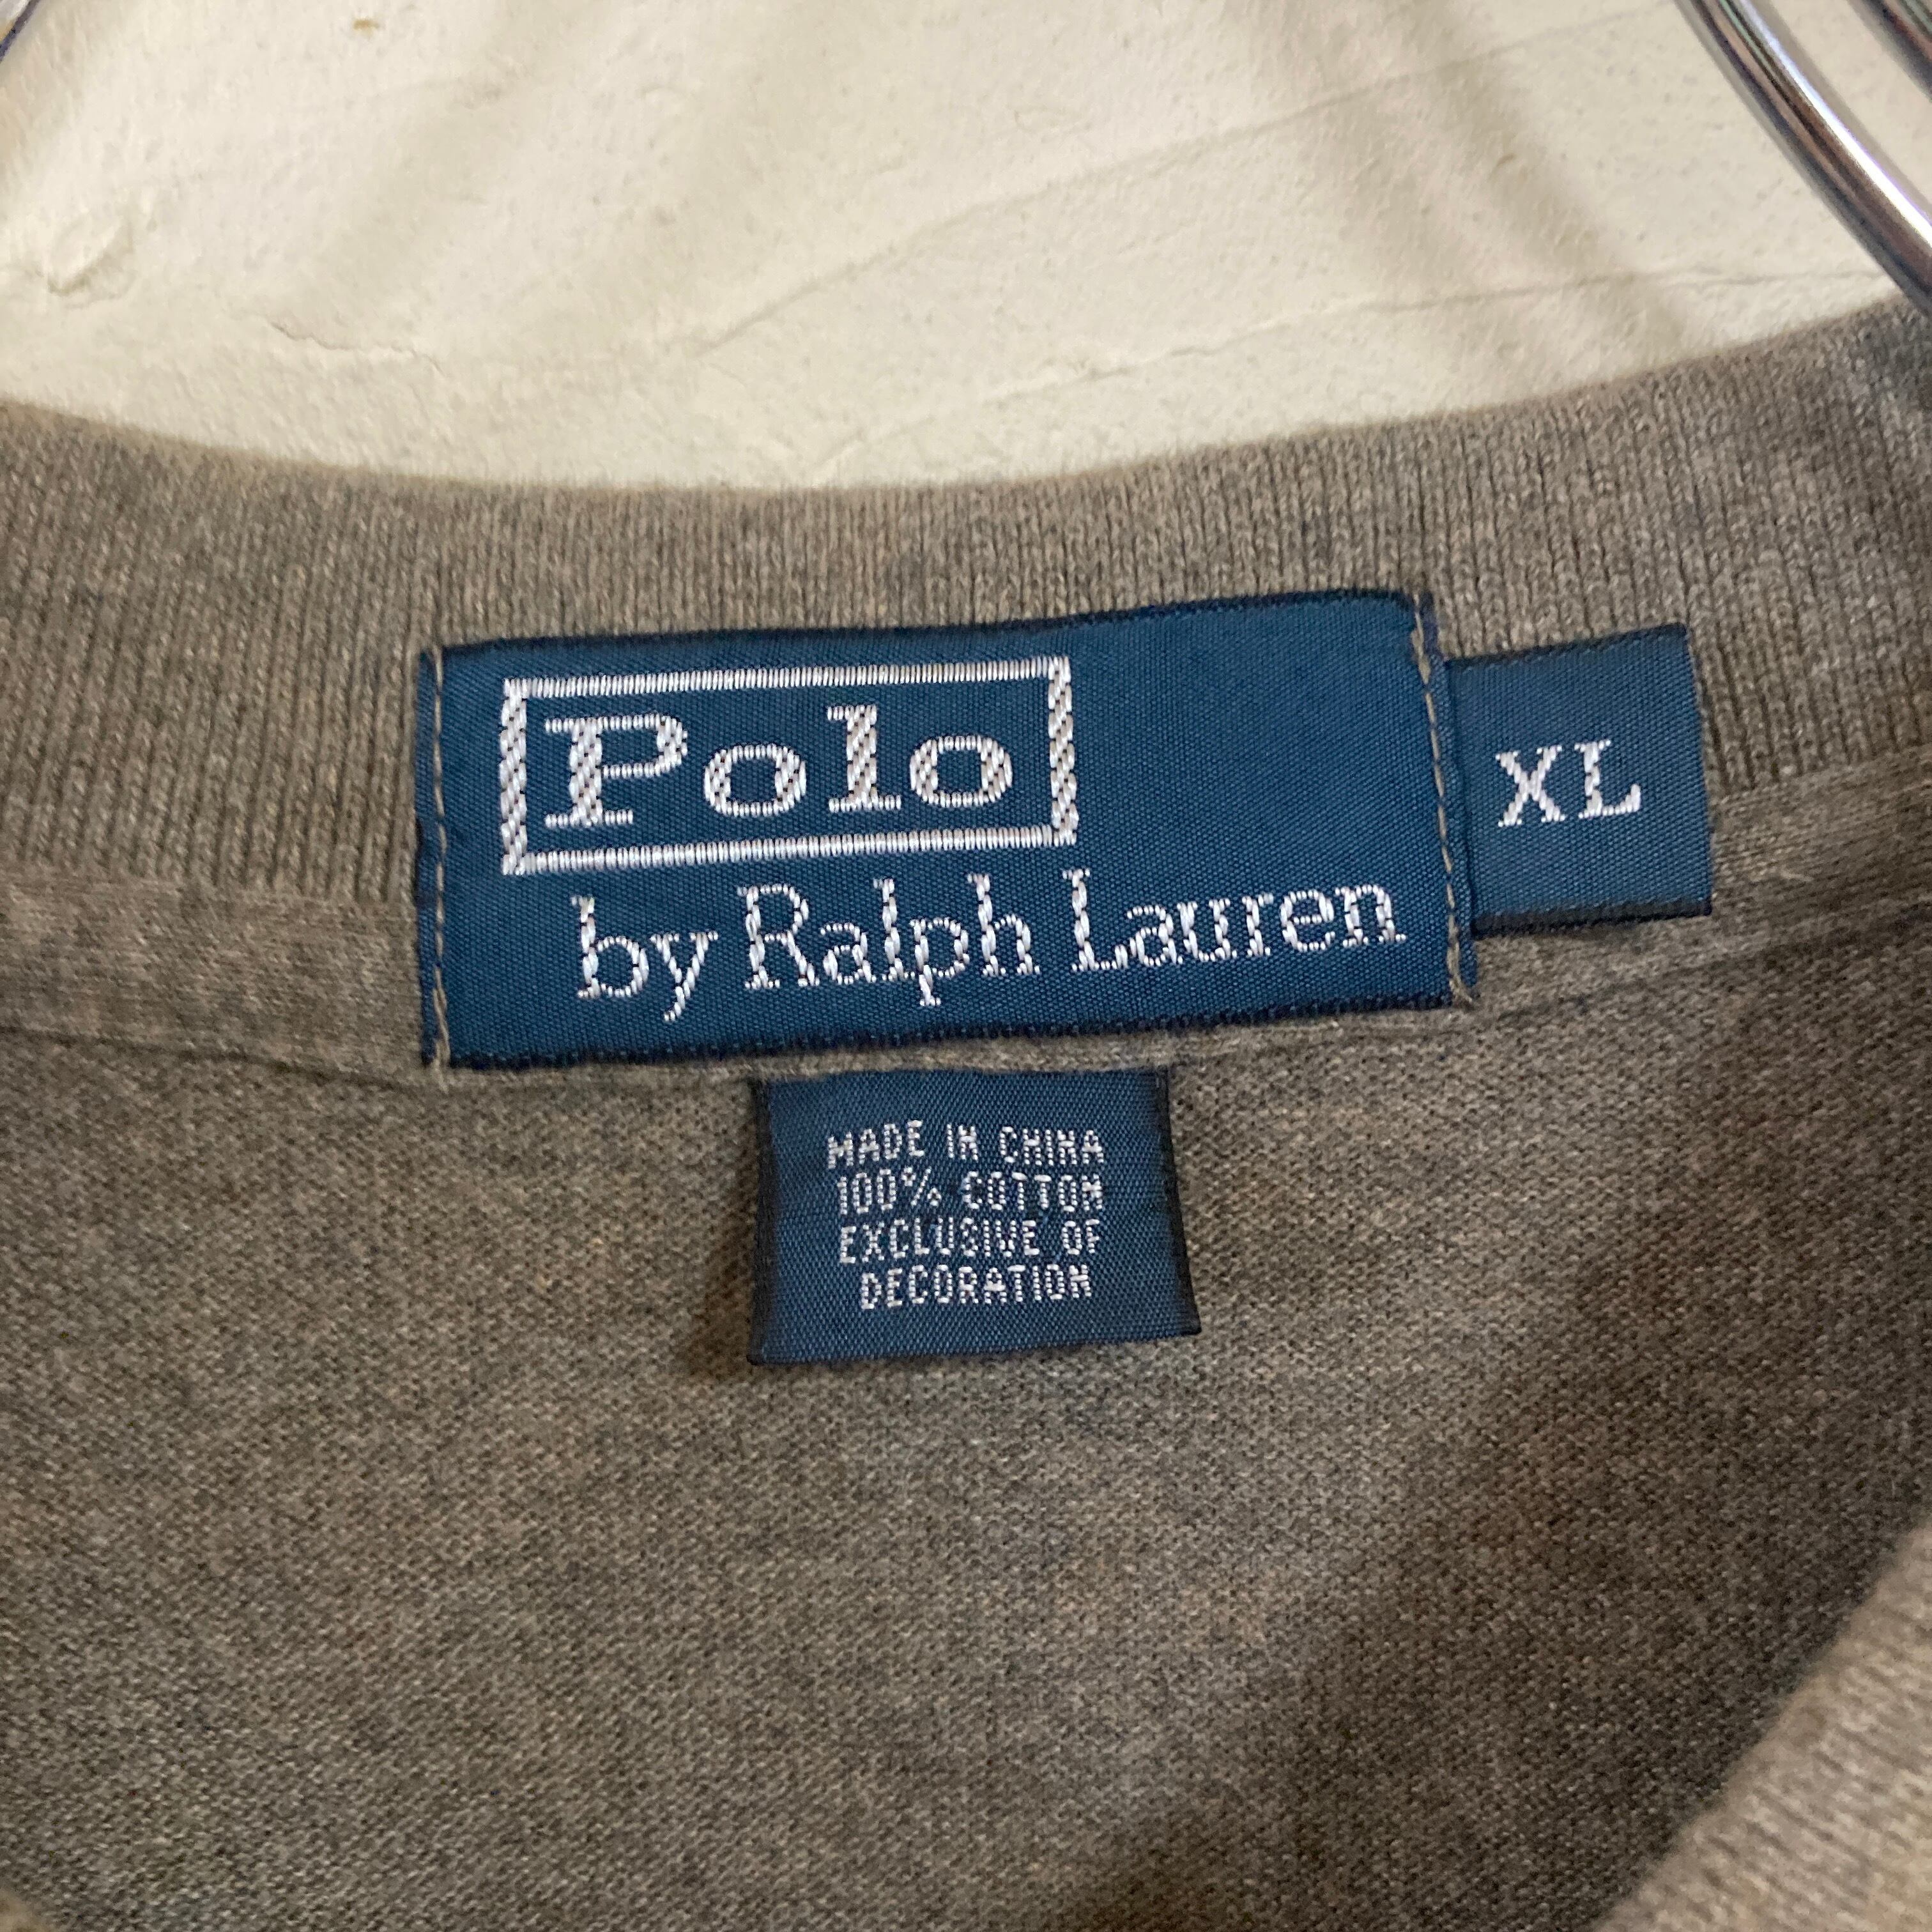 Polo
by Ralph Lauren
XL
MADE IN CHINA
100% COTTON
EXCLUSIVE OF
DECORATION